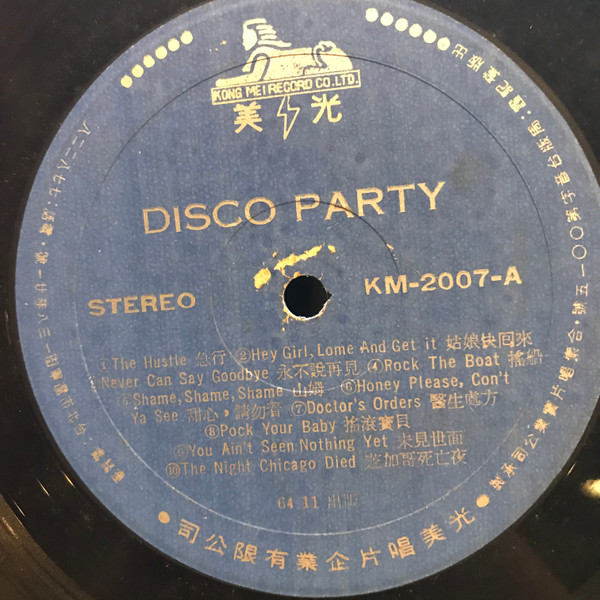 KONG MEI RECORD CO.LTD.
美光
DISCO PARTY
STEREO
KM-2007-A
①The Hustle 急行 ②Hey Girl, Lome And Get it 姑娘快回來
Never Can Say Goodbye 永不說再見 ④Rock The Boat 搖船
⑤Shame, Shame, Shame 山姆 ⑥Honey Please, Con't
Ya See 甜心,請勿看 ⑦Doctor's Orders 醫生處方
⑧Pock Your Baby 搖滾寶貝
⑨You Ain't Seen Nothing Yet 未見世面
⑩The Night Chicago Died 芝加哥死亡夜
64 11 出版
司公限有業企片唱美光